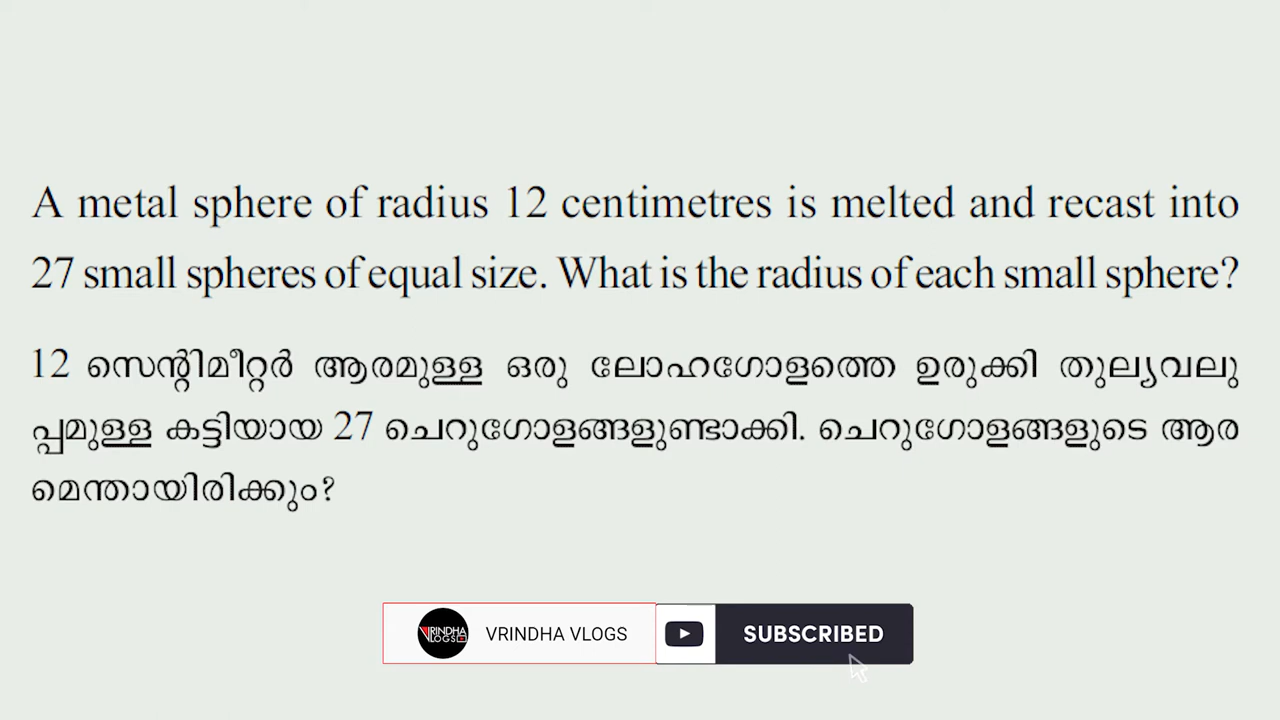 A metal sphere of radius 12 centimetres is melted and recast into
27 small spheres of equal size. What is the radius of each small sphere?
12 സെന്റിമീറ്റർ ആരമുള്ള ഒരു ലോഹഗോളത്തെ ഉരുക്കി തുല്യവലു
പ്പമുള്ള കട്ടിയായ 27 ചെറുഗോളങ്ങളുണ്ടാക്കി. ചെറുഗോളങ്ങളുടെ ആര
മെന്തായിരിക്കും?
VRINDHA VLOGS VRINDHA VLOGS SUBSCRIBED